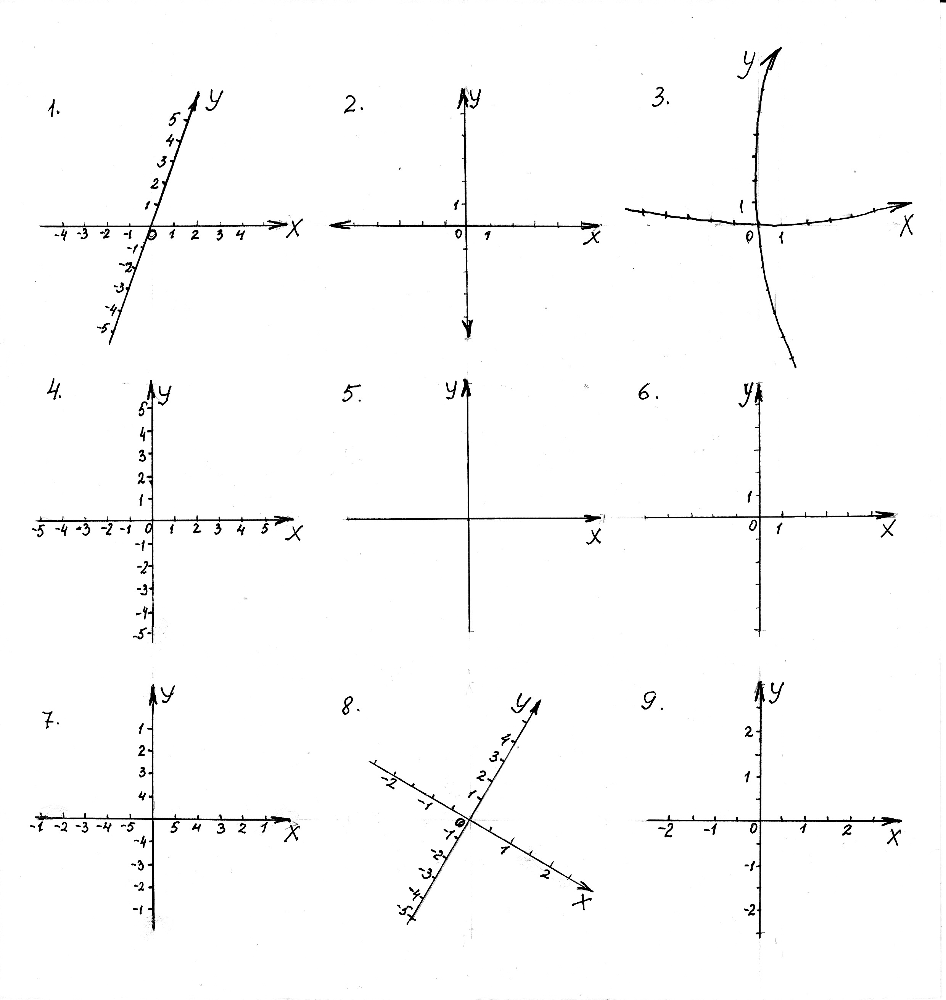 1.
y
5
4
3
2
1
-4 -3 -2 -1 0 1 2 3 4 x
-1
-2
-3
-4
-5
2.
y
1
0 1 x
3.
y
1
0 1 x
4.
y
5
4
3
2
1
-5 -4 -3 -2 -1 0 1 2 3 4 5 x
-1
-2
-3
-4
-5
5.
y
x
6.
y
1
0 1 x
7.
y
1
2
3
4
-1 -2 -3 -4 -5 5 4 3 2 1 x
-4
-3
-2
-1
8.
y
4
3
2
1
-2 -1 0 1 2 x
-1
-2
-3
-4
-5
9.
y
2
1
-2 -1 0 1 2 x
-1
-2